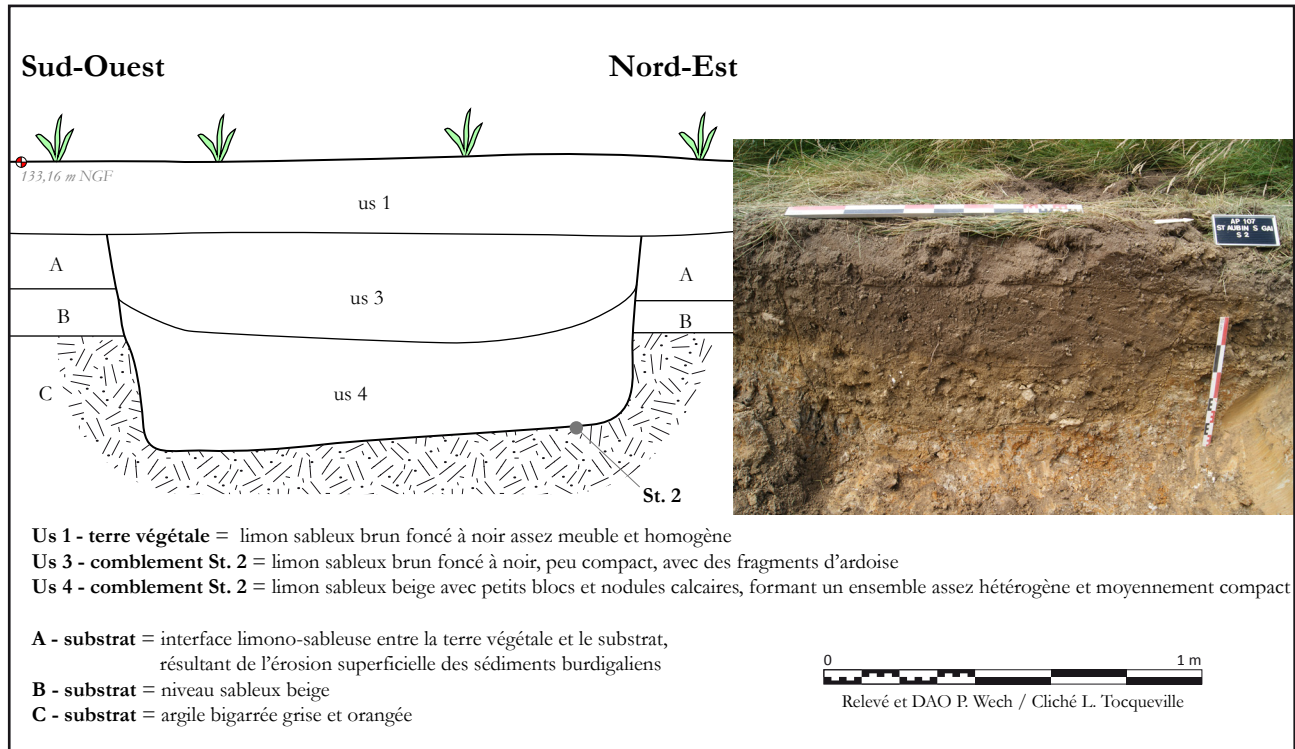 Sud-Ouest
Nord-Est
133,16 m NGF
us 1
A
A
us 3
B
B
C
us 4
St. 2
AP 107
ST AUBIN S GAI
S 2
Us 1 - terre végétale = limon sableux brun foncé à noir assez meuble et homogène
Us 3 - comblement St. 2 = limon sableux brun foncé à noir, peu compact, avec des fragments d’ardoise
Us 4 - comblement St. 2 = limon sableux beige avec petits blocs et nodules calcaires, formant un ensemble assez hétérogène et moyennement compact
A - substrat = interface limono-sableuse entre la terre végétale et le substrat,
résultant de l’érosion superficielle des sédiments burdigaliens
B - substrat = niveau sableux beige
C - substrat = argile bigarrée grise et orangée
0
1 m
Relevé et DAO P. Wech / Cliché L. Tocqueville